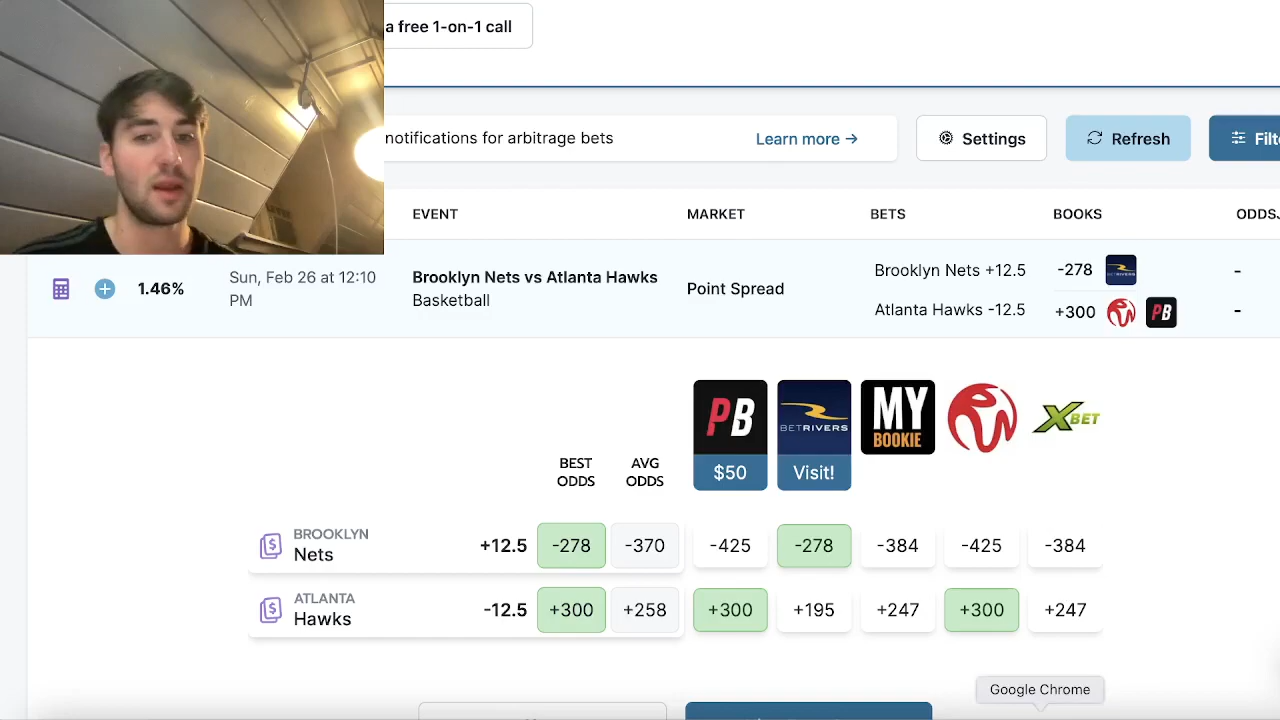 a free 1-on-1 call
notifications for arbitrage bets
Learn more →
Settings
Refresh
Filt
EVENT
MARKET
BETS
BOOKS
ODDSJ
1.46%
Sun, Feb 26 at 12:10
PM
Brooklyn Nets vs Atlanta Hawks
Basketball
Point Spread
Brooklyn Nets +12.5
-278
BETRIVERS
-
Atlanta Hawks -12.5
+300
PB
-
BEST
ODDS
AVG
ODDS
PB
$50
BETRIVERS
Visit!
MY
BOOKIE
XBET
BROOKLYN
Nets
+12.5
-278
-370
-425
-278
-384
-425
-384
ATLANTA
Hawks
-12.5
+300
+258
+300
+195
+247
+300
+247
Google Chrome